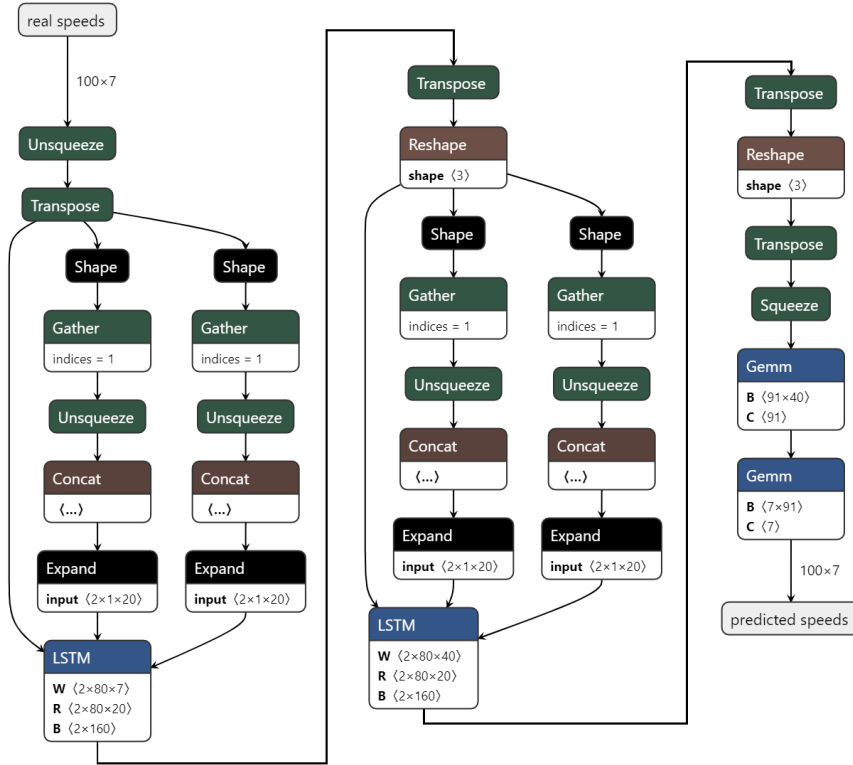 real speeds
100×7
Unsqueeze
Transpose
Shape
Shape
Gather
indices = 1
Gather
indices = 1
Unsqueeze
Unsqueeze
Concat
⟨...⟩
Concat
⟨...⟩
Expand
input ⟨2×1×20⟩
Expand
input ⟨2×1×20⟩
LSTM
W ⟨2×80×7⟩
R ⟨2×80×20⟩
B ⟨2×160⟩
Transpose
Reshape
shape ⟨3⟩
Shape
Shape
Gather
indices = 1
Gather
indices = 1
Unsqueeze
Unsqueeze
Concat
⟨...⟩
Concat
⟨...⟩
Expand
input ⟨2×1×20⟩
Expand
input ⟨2×1×20⟩
LSTM
W ⟨2×80×40⟩
R ⟨2×80×20⟩
B ⟨2×160⟩
Transpose
Reshape
shape ⟨3⟩
Transpose
Squeeze
Gemm
B ⟨91×40⟩
C ⟨91⟩
Gemm
B ⟨7×91⟩
C ⟨7⟩
100×7
predicted speeds